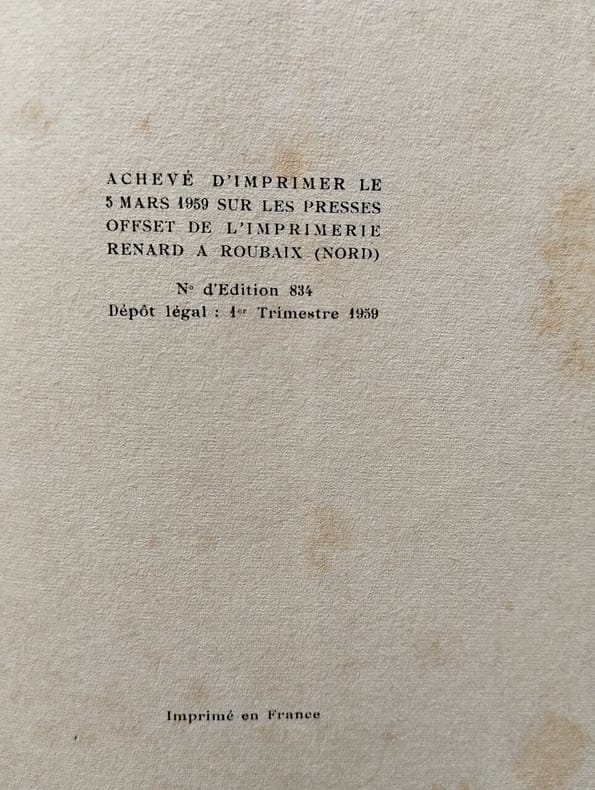 ACHEVÉ D'IMPRIMER LE
5 MARS 1959 SUR LES PRESSES
OFFSET DE L'IMPRIMERIE
RENARD A ROUBAIX (NORD)
Nº d'Edition 834
Dépôt légal : 1er Trimestre 1959
Imprimé en France